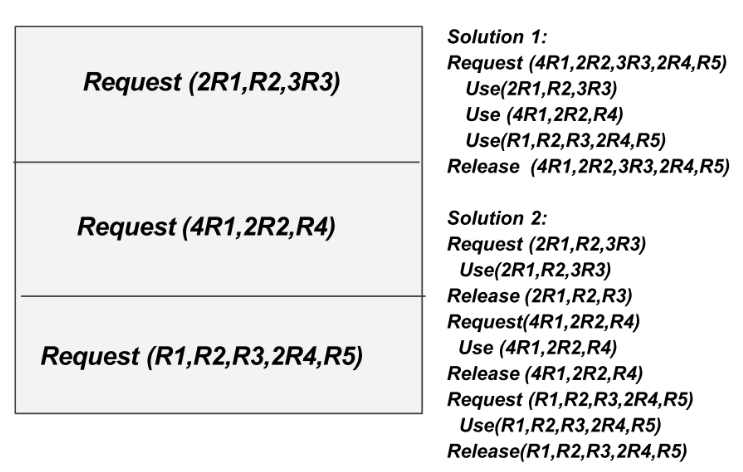 Request (2R1,R2,3R3)
Request (4R1,2R2,R4)
Request (R1,R2,R3,2R4,R5)
Solution 1:
Request (4R1,2R2,3R3,2R4,R5)
Use(2R1,R2,3R3)
Use (4R1,2R2,R4)
Use(R1,R2,R3,2R4,R5)
Release (4R1,2R2,3R3,2R4,R5)
Solution 2:
Request (2R1,R2,3R3)
Use(2R1,R2,3R3)
Release (2R1,R2,R3)
Request(4R1,2R2,R4)
Use (4R1,2R2,R4)
Release (4R1,2R2,R4)
Request (R1,R2,R3,2R4,R5)
Use(R1,R2,R3,2R4,R5)
Release(R1,R2,R3,2R4,R5)